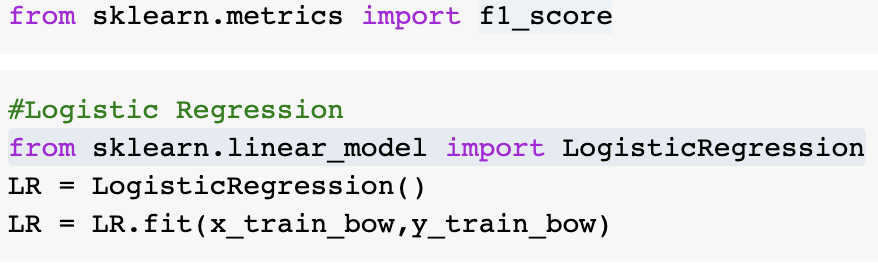 from sklearn.metrics import f1_score
#Logistic Regression
from sklearn.linear_model import LogisticRegression
LR = LogisticRegression()
LR = LR.fit(x_train_bow,y_train_bow)